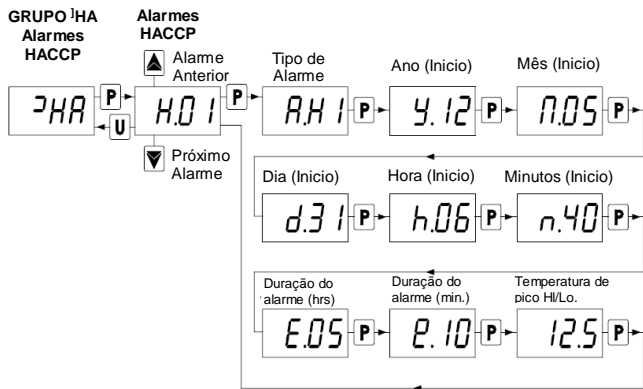 GRUPO ]HA
Alarmes
HACCP
Alarmes
HACCP
Alarme
Anterior
Tipo de
Alarme
Ano (Inicio)
Mês (Inicio)
]HA
P
U
H.01
P
A.H1
P
y.12
P
n.05
P
Próximo
Alarme
Dia (Inicio)
Hora (Inicio)
Minutos (Inicio)
d.31
P
h.06
P
n.40
P
Duração do
alarme (hrs)
Duração do
alarme (min.)
Temperatura de
pico HI/Lo.
E.05
P
e.10
P
12.5
P